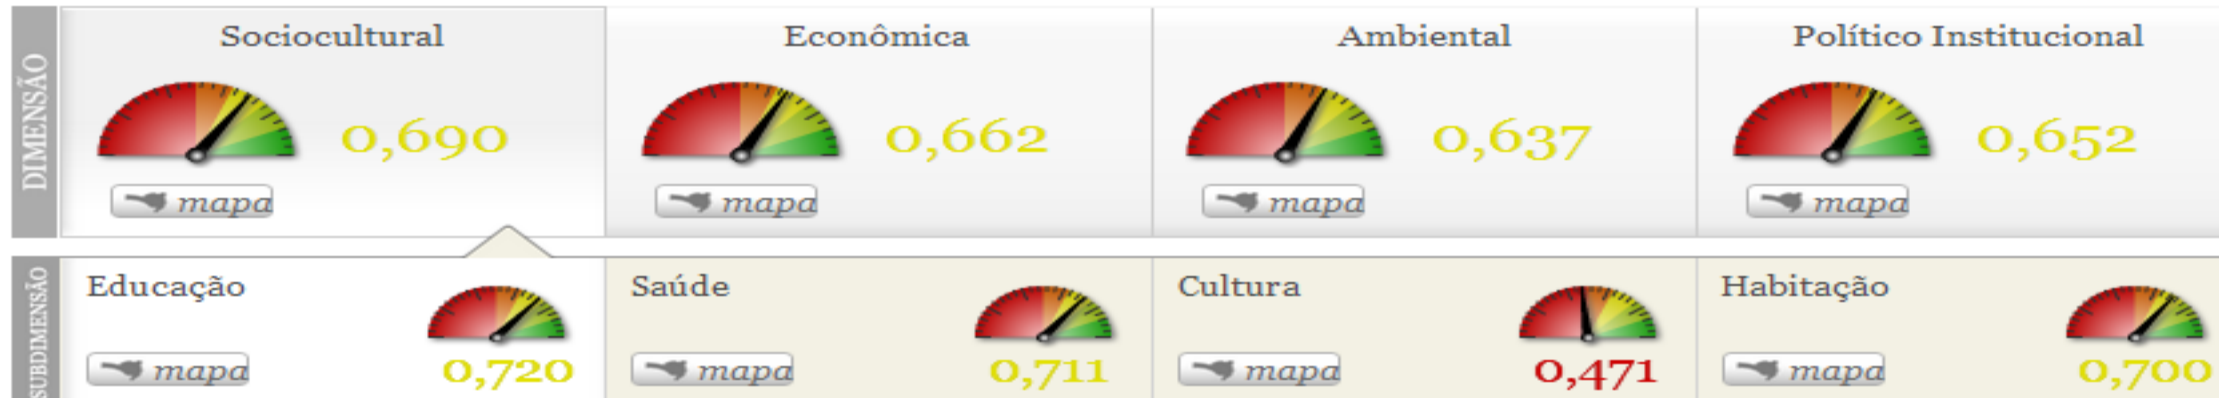 DIMENSÃO
Sociocultural
0,690
mapa
Econômica
0,662
mapa
Ambiental
0,637
mapa
Político Institucional
0,652
mapa
SUBDIMENSÃO
Educação
0,720
mapa
Saúde
0,711
mapa
Cultura
0,471
mapa
Habitação
0,700
mapa